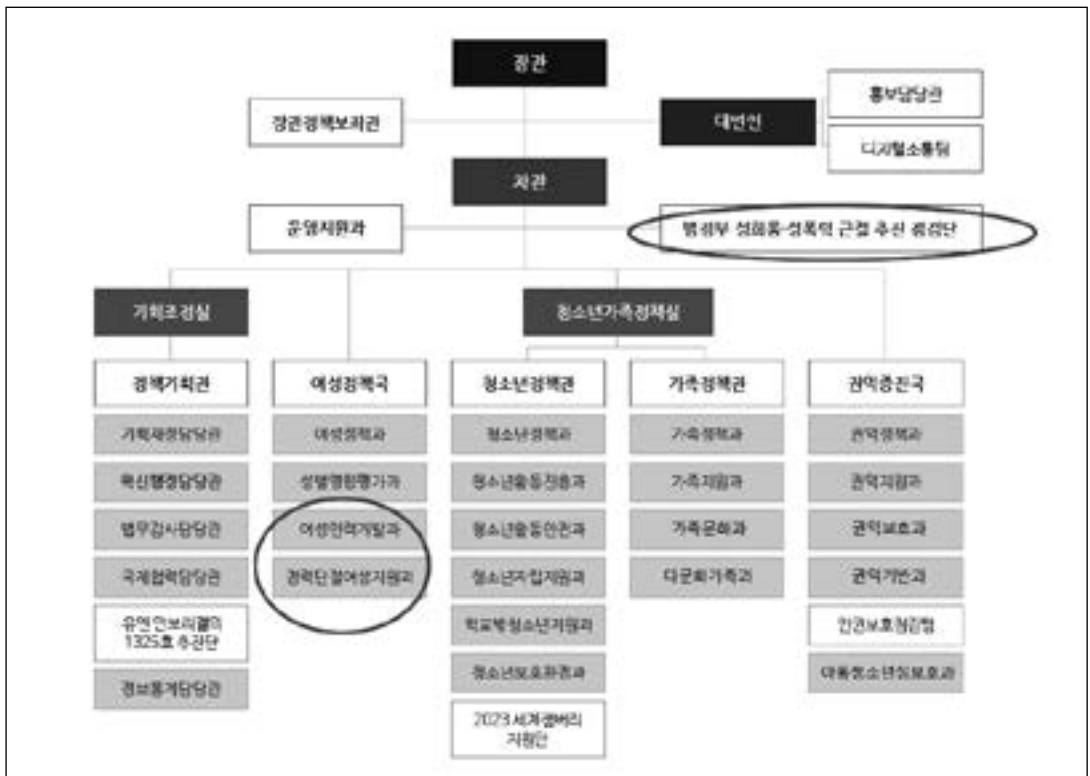 장관
장관정책보좌관
대변인
홍보담당관
디지털소통팀
차관
운영지원과
범정부 성희롱·성폭력 근절 추진 점검단
기획조정실
청소년가족정책실
정책기획관
여성정책국
청소년정책관
가족정책관
권익증진국
기획재정담당관
여성정책과
청소년정책과
가족정책과
권익정책과
혁신행정담당관
성별영향평가과
청소년활동진흥과
가족지원과
권익지원과
법무감사담당관
여성인력개발과
청소년활동안전과
가족문화과
권익보호과
국제협력담당관
경력단절여성지원과
청소년자립지원과
다문화가족과
권익기반과
유엔 안보리결의
1325호 추진단
학교밖청소년지원과
인권보호점검팀
정보통계담당관
청소년보호환경과
아동청소년성보호과
2023 세계잼버리
지원단